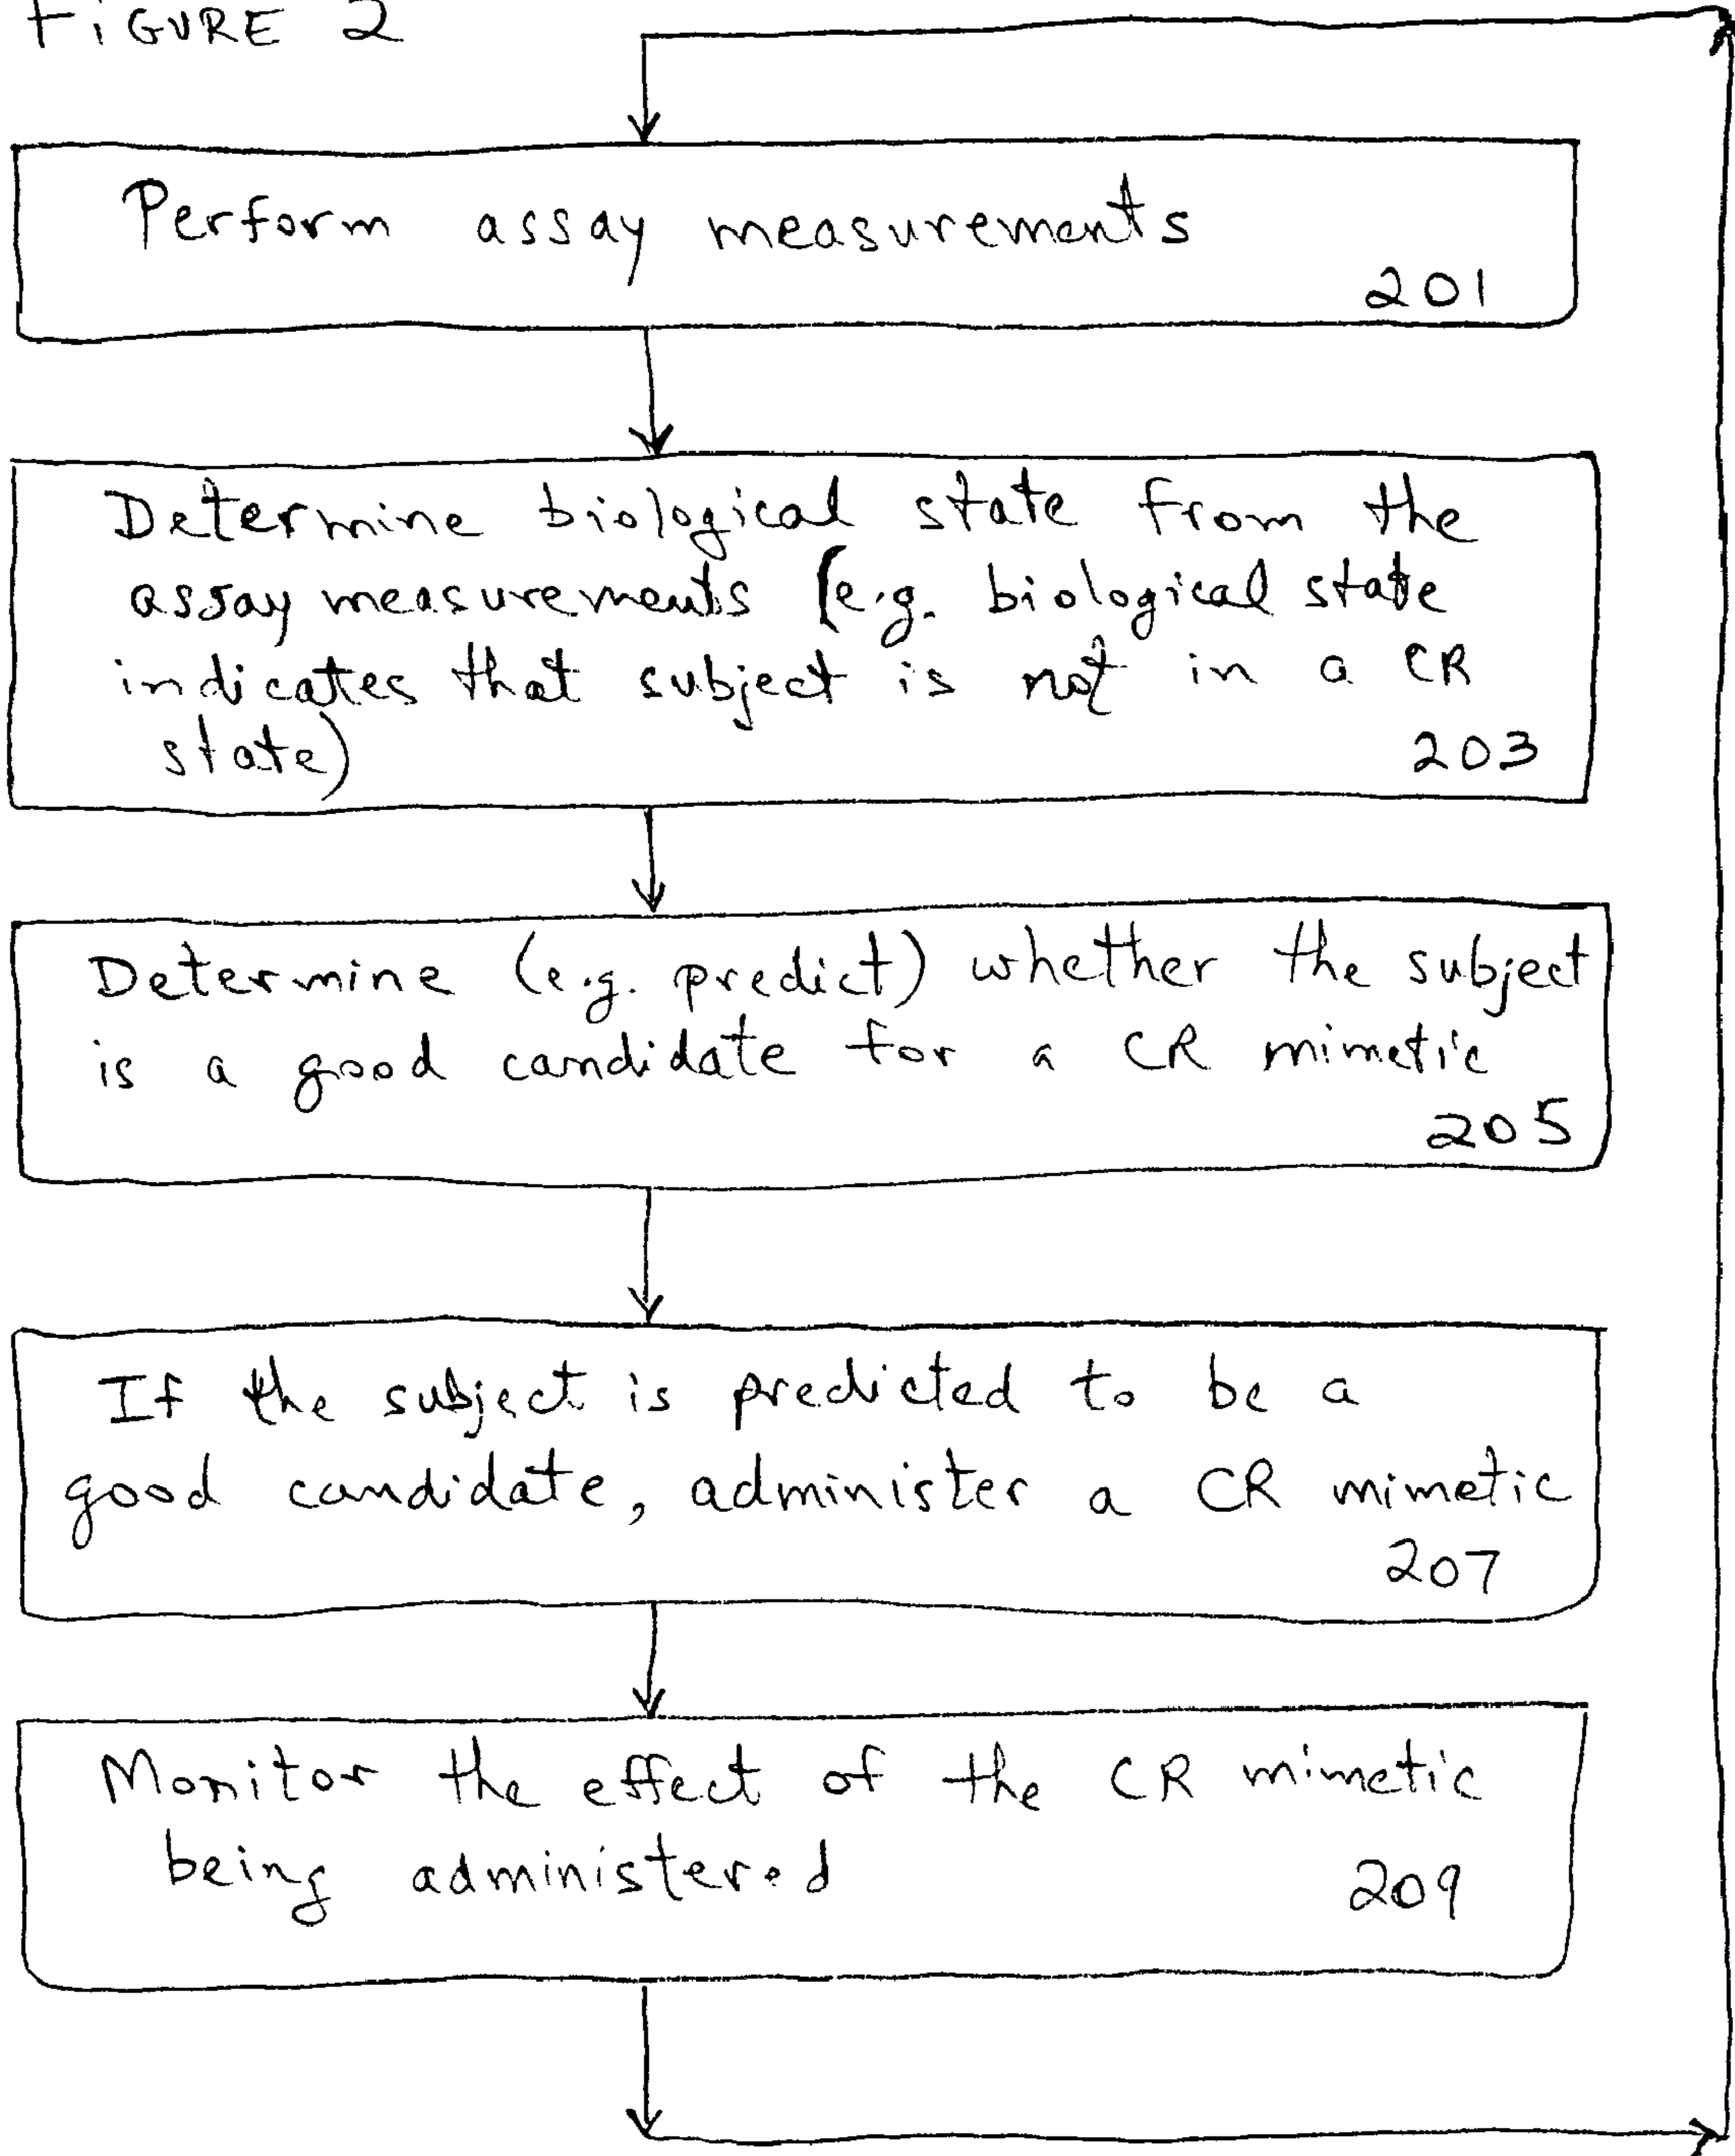 FiGURE 2
Perform assay measurements
201
Determine biological state from the
assay measurements (e.g. biological state
indicates that subject is not in a CR
state)
203
Determine (e.g. predict) whether the subject
is a good candidate for a CR mimetic
205
If the subject is predicted to be a
good candidate, administer a CR mimetic
207
Monitor the effect of the CR mimetic
being administered
209